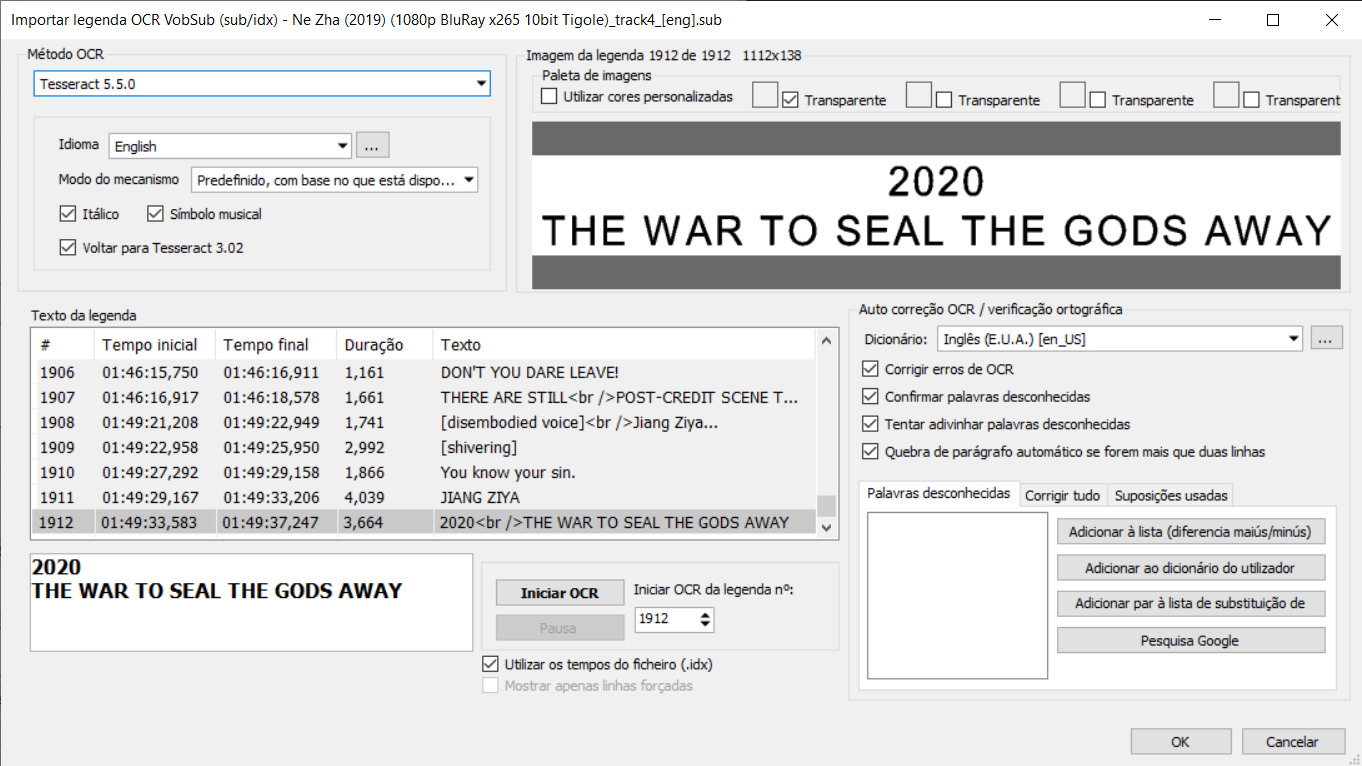 Importar legenda OCR VobSub (sub/idx) - Ne Zha (2019) (1080p BluRay x265 10bit Tigole)_track4_[eng].sub
Método OCR
Tesseract 5.5.0
Idioma English ...
Modo do mecanismo Predefinido, com base no que está dispo...
Itálico Símbolo musical
Voltar para Tesseract 3.02
Imagem da legenda 1912 de 1912 1112x138
Paleta de imagens
Utilizar cores personalizadas Transparente Transparente Transparente Transparent
2020
THE WAR TO SEAL THE GODS AWAY
Texto da legenda
# Tempo inicial Tempo final Duração Texto
1906 01:46:15,750 01:46:16,911 1,161 DON'T YOU DARE LEAVE!
1907 01:46:16,917 01:46:18,578 1,661 THERE ARE STILL<br />POST-CREDIT SCENE T...
1908 01:49:21,208 01:49:22,949 1,741 [disembodied voice]<br />Jiang Ziya...
1909 01:49:22,958 01:49:25,950 2,992 [shivering]
1910 01:49:27,292 01:49:29,158 1,866 You know your sin.
1911 01:49:29,167 01:49:33,206 4,039 JIANG ZIYA
1912 01:49:33,583 01:49:37,247 3,664 2020<br />THE WAR TO SEAL THE GODS AWAY
2020
THE WAR TO SEAL THE GODS AWAY
Iniciar OCR
Pausa
Iniciar OCR da legenda nº:
1912
Utilizar os tempos do ficheiro (.idx)
Mostrar apenas linhas forçadas
Auto correção OCR / verificação ortográfica
Dicionário: Inglês (E.U.A.) [en_US] ...
Corrigir erros de OCR
Confirmar palavras desconhecidas
Tentar adivinhar palavras desconhecidas
Quebra de parágrafo automático se forem mais que duas linhas
Palavras desconhecidas Corrigir tudo Suposições usadas
Adicionar à lista (diferencia maiús/minús)
Adicionar ao dicionário do utilizador
Adicionar par à lista de substituição de
Pesquisa Google
OK Cancelar